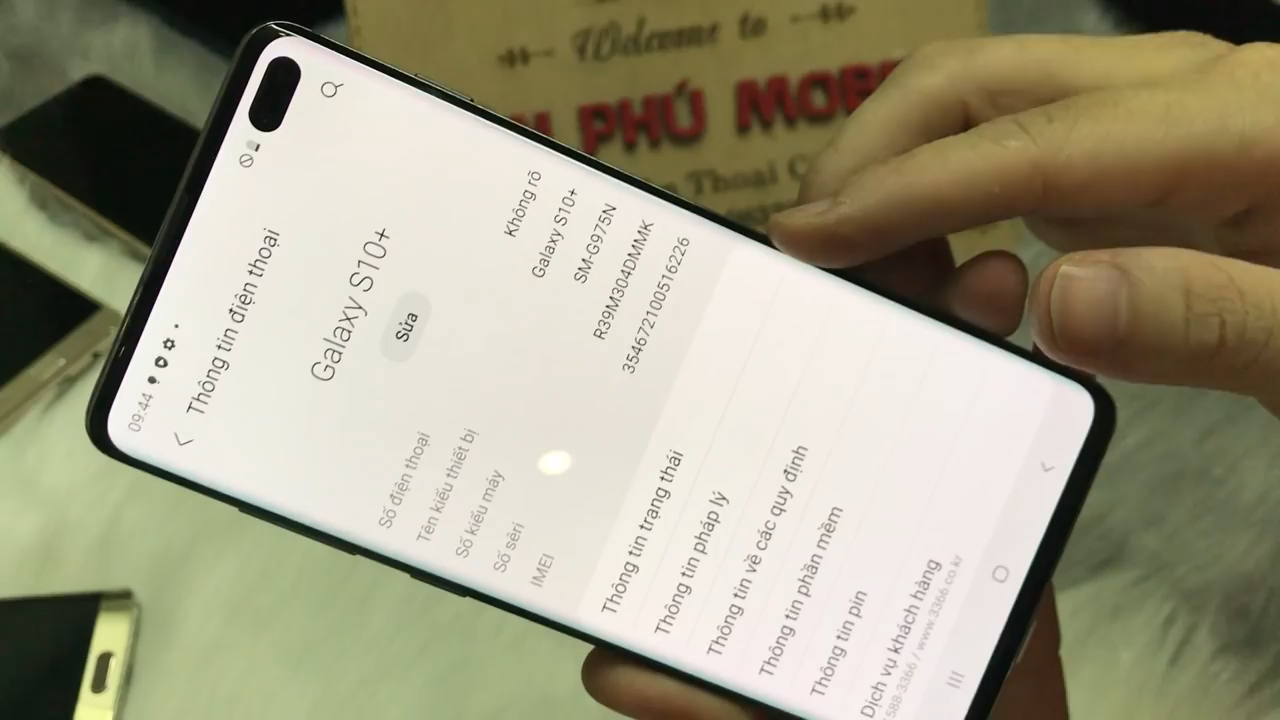 Welcome to
PHÚ MOB
Thoại C
09:44
Thông tin điện thoại
Galaxy S10+
Sửa
Số điện thoại Không rõ
Tên kiểu thiết bị Galaxy S10+
Số kiểu máy SM-G975N
Số sêri R39M304DMMK
IMEI 354672100516226
Thông tin trạng thái
Thông tin pháp lý
Thông tin về các quy định
Thông tin phần mềm
Thông tin pin
Dịch vụ khách hàng
588-3366 / www.3366.co.kr